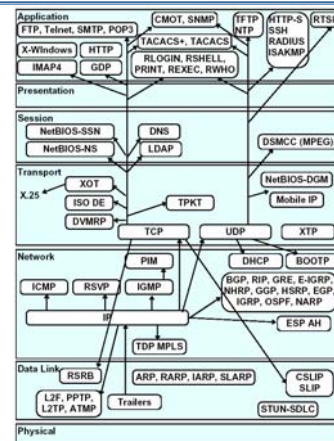 Application
FTP, Telnet, SMTP, POP3
CMOT, SNMP
TFTP
NTP
HTTP-S
SSH
RADIUS
ISAKMP
RTSP
X-Windows
HTTP
TACACS+, TACACS
IMAP4
GDP
RLOGIN, RSHELL,
PRINT, REXEC, RWHO
Presentation
Session
NetBIOS-SSN
DNS
NetBIOS-NS
LDAP
DSMCC (MPEG)
Transport
X.25
XOT
ISO DE
DVMRP
TPKT
NetBIOS-DGM
Mobile IP
TCP
UDP
XTP
Network
PIM
DHCP
BOOTP
ICMP
RSVP
IGMP
BGP, RIP, GRE, E-IGRP,
NHRP, GGP, HSRP, EGP,
IGRP, OSPF, NARP
IP
ESP AH
TDP MPLS
Data Link
RSRB
ARP, RARP, IARP, SLARP
CSLIP
SLIP
L2F, PPTP,
L2TP, ATMP
Trailers
STUN-SDLC
Physical